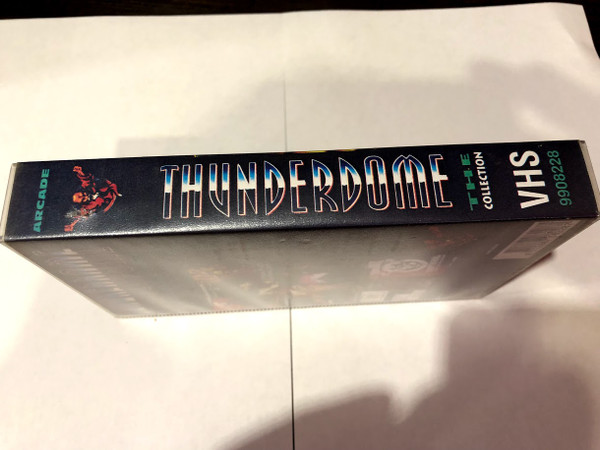 ARCADE
THUNDERDOME
THE
COLLECTION
VHS
9908228